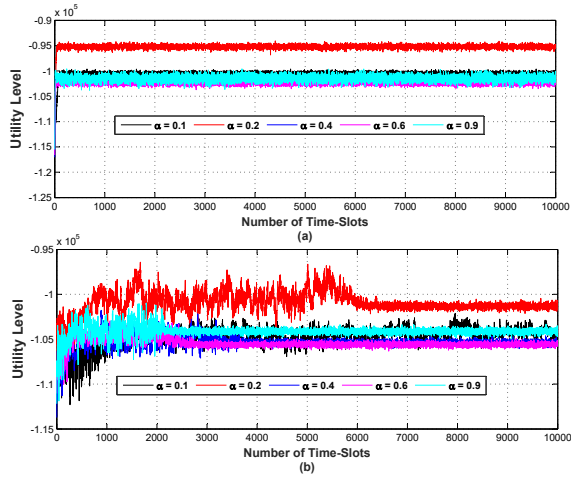 x 10^5
-0.9
-0.95
-1
-1.05
-1.1
-1.15
-1.2
-1.25
Utility Level
α = 0.1 α = 0.2 α = 0.4 α = 0.6 α = 0.9
0 1000 2000 3000 4000 5000 6000 7000 8000 9000 10000
Number of Time-Slots
(a)
x 10^5
-0.95
-1
-1.05
-1.1
-1.15
Utility Level
α = 0.1 α = 0.2 α = 0.4 α = 0.6 α = 0.9
0 1000 2000 3000 4000 5000 6000 7000 8000 9000 10000
Number of Time-Slots
(b)